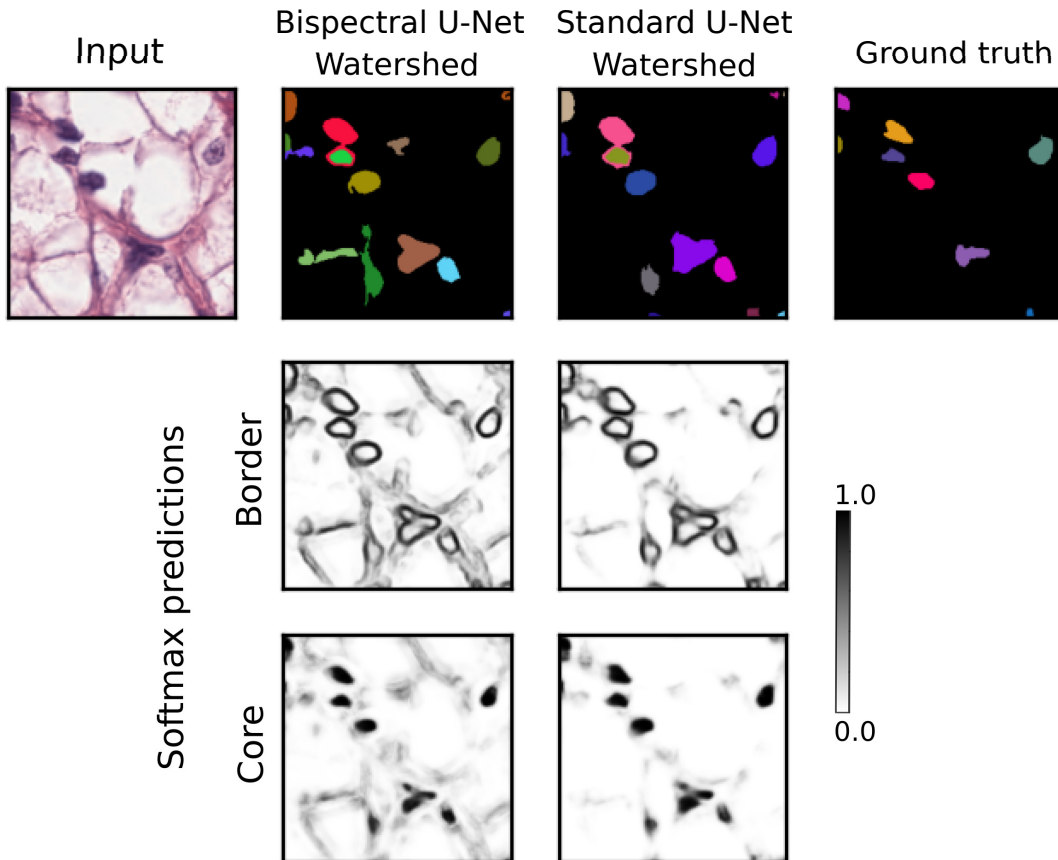 Input
Bispectral U-Net
Watershed
Standard U-Net
Watershed
Ground truth
Softmax predictions
Border
Core
1.0
0.0